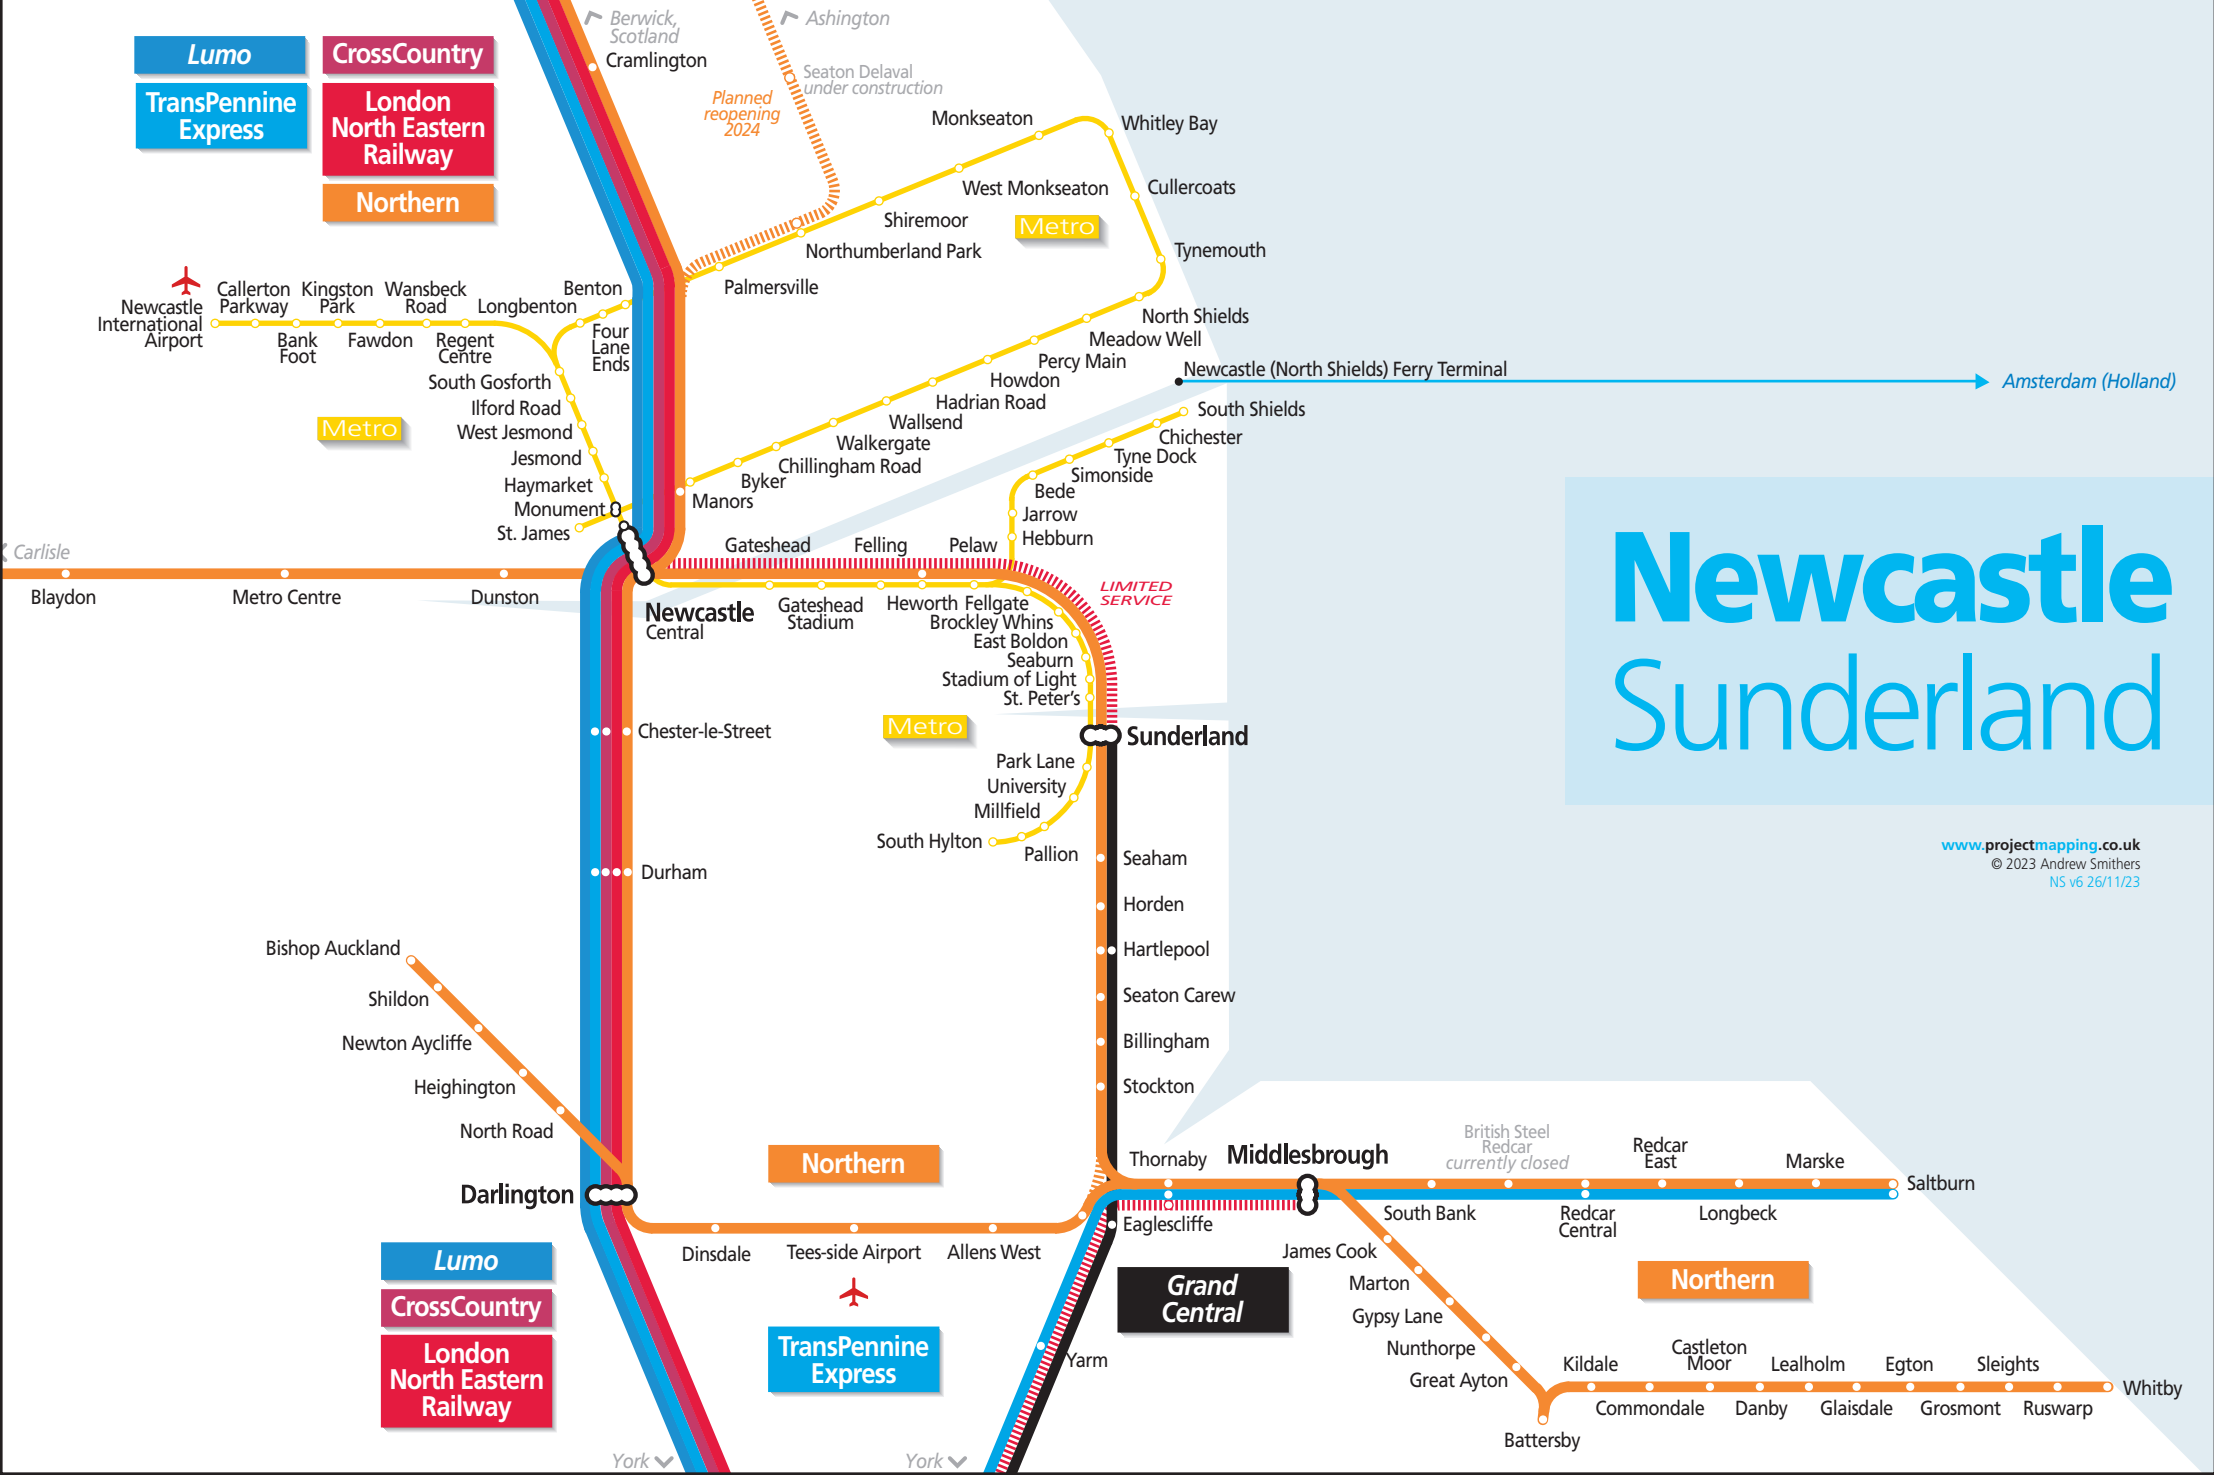 Lumo
CrossCountry
TransPennine
Express
London
North Eastern
Railway
Northern
Berwick,
Scotland
Cramlington
Ashington
Seaton Delaval
under construction
Planned
reopening
2024
Monkseaton
Whitley Bay
West Monkseaton
Cullercoats
Shiremoor
Metro
Northumberland Park
Tynemouth
Palmersville
Newcastle
International
Airport
Callerton
Parkway
Kingston
Park
Wansbeck
Road
Longbenton
Benton
Bank
Foot
Fawdon
Regent
Centre
Four
Lane
Ends
South Gosforth
Ilford Road
West Jesmond
Jesmond
Haymarket
Monument
St. James
Metro
North Shields
Meadow Well
Percy Main
Howdon
Hadrian Road
Wallsend
Walkergate
Chillingham Road
Byker
Manors
Newcastle (North Shields) Ferry Terminal
Amsterdam (Holland)
South Shields
Chichester
Tyne Dock
Simonside
Bede
Jarrow
Hebburn
Carlisle
Blaydon
Metro Centre
Dunston
Newcastle
Central
Gateshead
Felling
Pelaw
LIMITED
SERVICE
Gateshead
Stadium
Heworth
Fellgate
Brockley Whins
East Boldon
Seaburn
Stadium of Light
St. Peter's
Metro
Sunderland
Park Lane
University
Millfield
South Hylton
Pallion
Newcastle
Sunderland
www.projectmapping.co.uk
© 2023 Andrew Smithers
NS v6 26/11/23
Chester-le-Street
Durham
Seaham
Horden
Hartlepool
Seaton Carew
Billingham
Stockton
Bishop Auckland
Shildon
Newton Aycliffe
Heighington
North Road
Darlington
Northern
Dinsdale
Tees-side Airport
Allens West
Thornaby
Middlesbrough
British Steel
Redcar
currently closed
Redcar
East
Marske
Saltburn
Eaglescliffe
South Bank
Redcar
Central
Longbeck
James Cook
Marton
Gypsy Lane
Nunthorpe
Great Ayton
Battersby
Northern
Kildale
Castleton
Moor
Lealholm
Egton
Sleights
Whitby
Commondale
Danby
Glaisdale
Grosmont
Ruswarp
Lumo
CrossCountry
London
North Eastern
Railway
TransPennine
Express
Grand
Central
Yarm
York
York